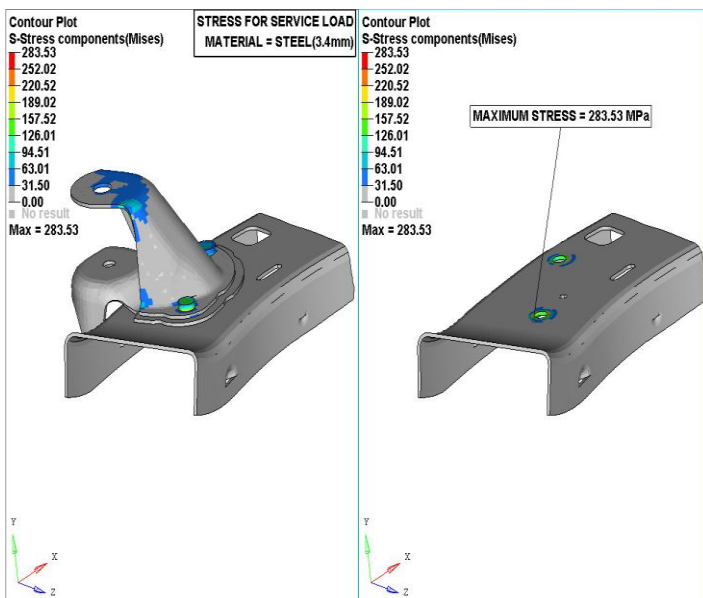 Contour Plot
S-Stress components(Mises)
283.53
252.02
220.52
189.02
157.52
126.01
94.51
63.01
31.50
0.00
No result
Max = 283.53
STRESS FOR SERVICE LOAD
MATERIAL = STEEL(3.4mm)
Y
X
Z
Contour Plot
S-Stress components(Mises)
283.53
252.02
220.52
189.02
157.52
126.01
94.51
63.01
31.50
0.00
No result
Max = 283.53
MAXIMUM STRESS = 283.53 MPa
Y
X
Z